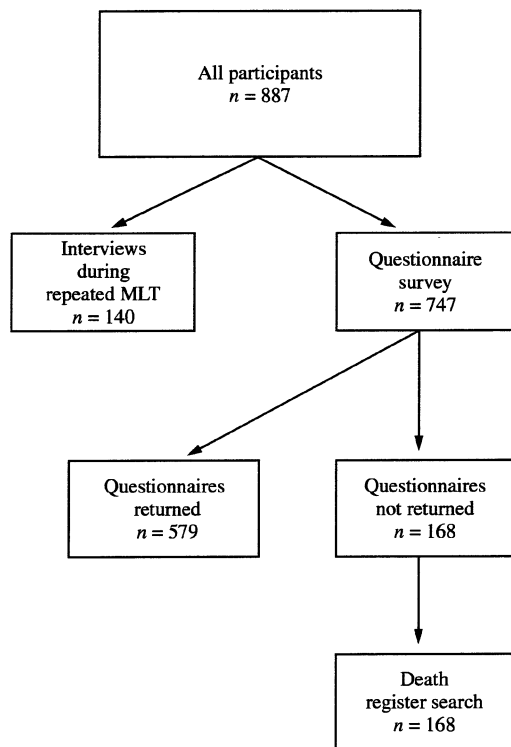 All participants
n = 887
Interviews
during
repeated MLT
n = 140
Questionnaire
survey
n = 747
Questionnaires
returned
n = 579
Questionnaires
not returned
n = 168
Death
register search
n = 168